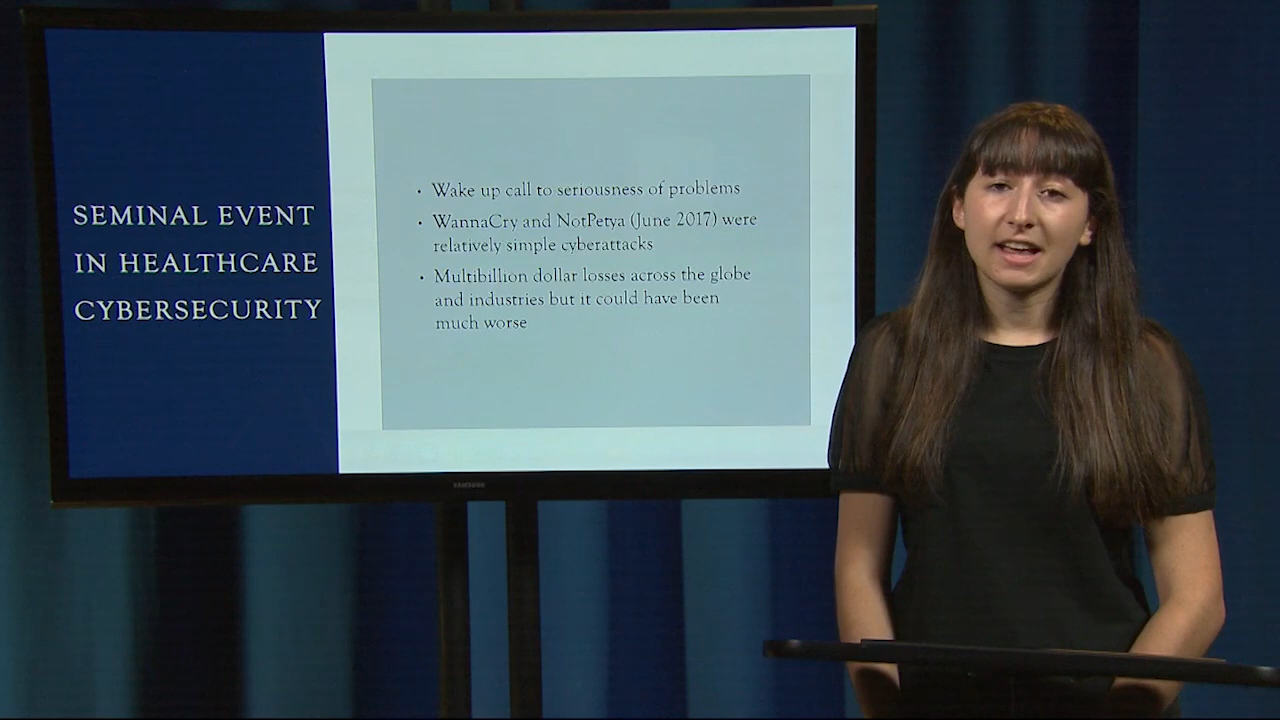 SEMINAL EVENT
IN HEALTHCARE
CYBERSECURITY
• Wake up call to seriousness of problems
• WannaCry and NotPetya (June 2017) were
relatively simple cyberattacks
• Multibillion dollar losses across the globe
and industries but it could have been
much worse
SAMSUNG